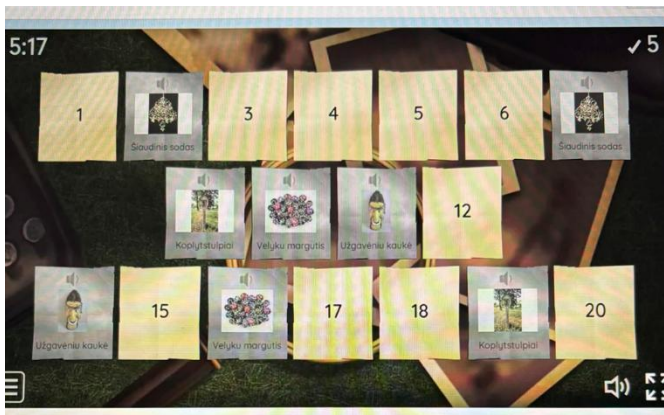 5:17
✓ 5
1
Šiaudinis sodas
3
4
5
6
Šiaudinis sodas
Koplytstulpiai
Velykų margutis
Užgavėnių kaukė
12
Užgavėnių kaukė
15
Velykų margutis
17
18
Koplytstulpiai
20